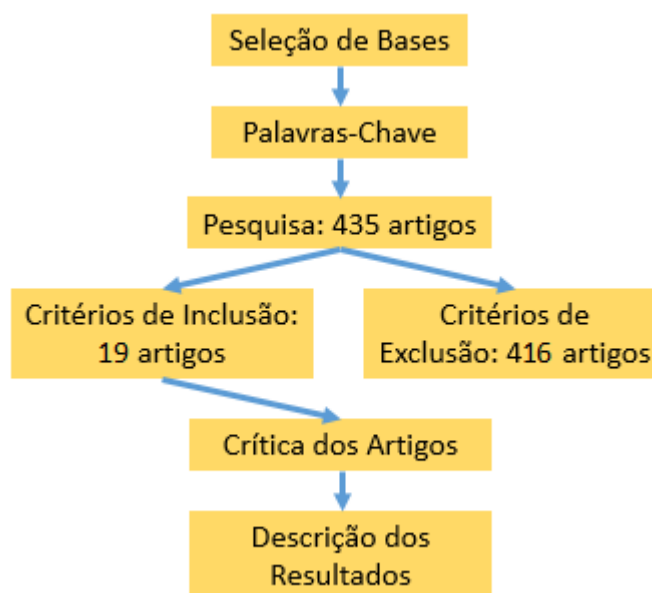 Seleção de Bases
Palavras-Chave
Pesquisa: 435 artigos
Critérios de Inclusão:
19 artigos
Critérios de
Exclusão: 416 artigos
Crítica dos Artigos
Descrição dos
Resultados